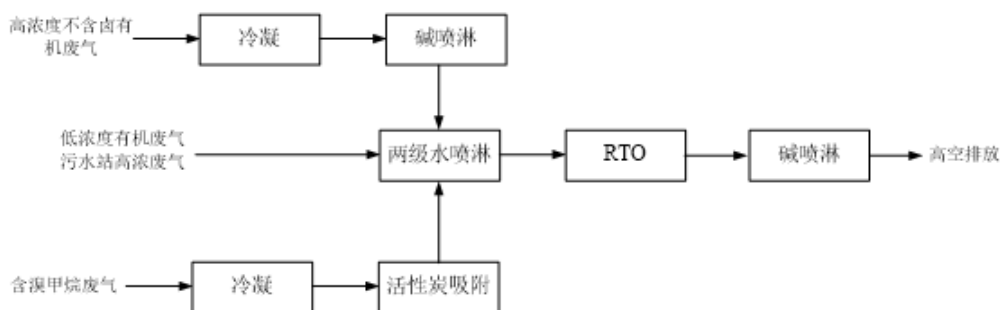 高浓度不含卤有
机废气
冷凝
碱喷淋
低浓度有机废气
污水站高浓废气
两级水喷淋
RTO
碱喷淋
高空排放
含溴甲烷废气
冷凝
活性炭吸附